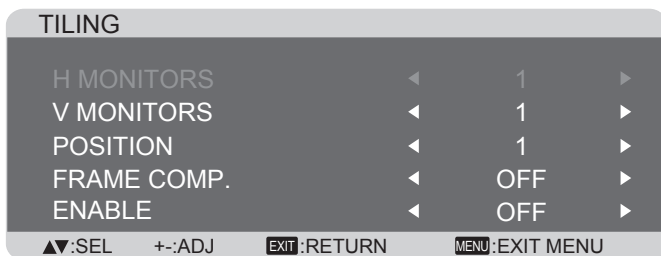 TILING
H MONITORS ◀ 1 ▶
V MONITORS ◀ 1 ▶
POSITION ◀ 1 ▶
FRAME COMP. ◀ OFF ▶
ENABLE ◀ OFF ▶
▲▼:SEL +-:ADJ EXIT:RETURN MENU:EXIT MENU